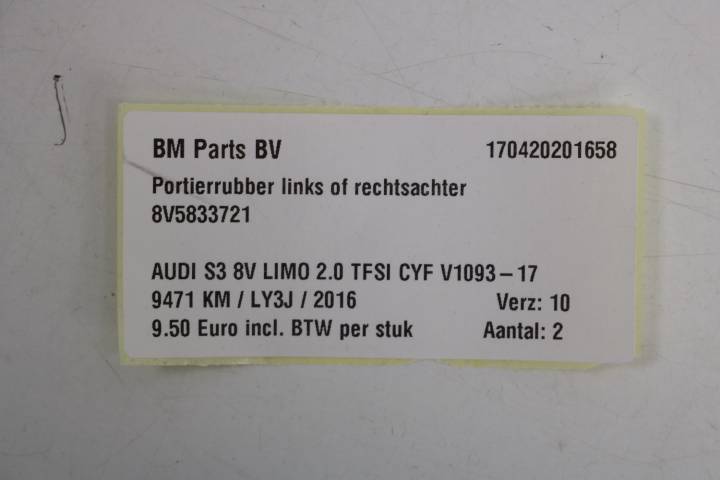 BM Parts BV 170420201658
Portierrubber links of rechtsachter
8V5833721
AUDI S3 8V LIMO 2.0 TFSI CYF V1093-17
9471 KM / LY3J / 2016 Verz: 10
9.50 Euro incl. BTW per stuk Aantal: 2